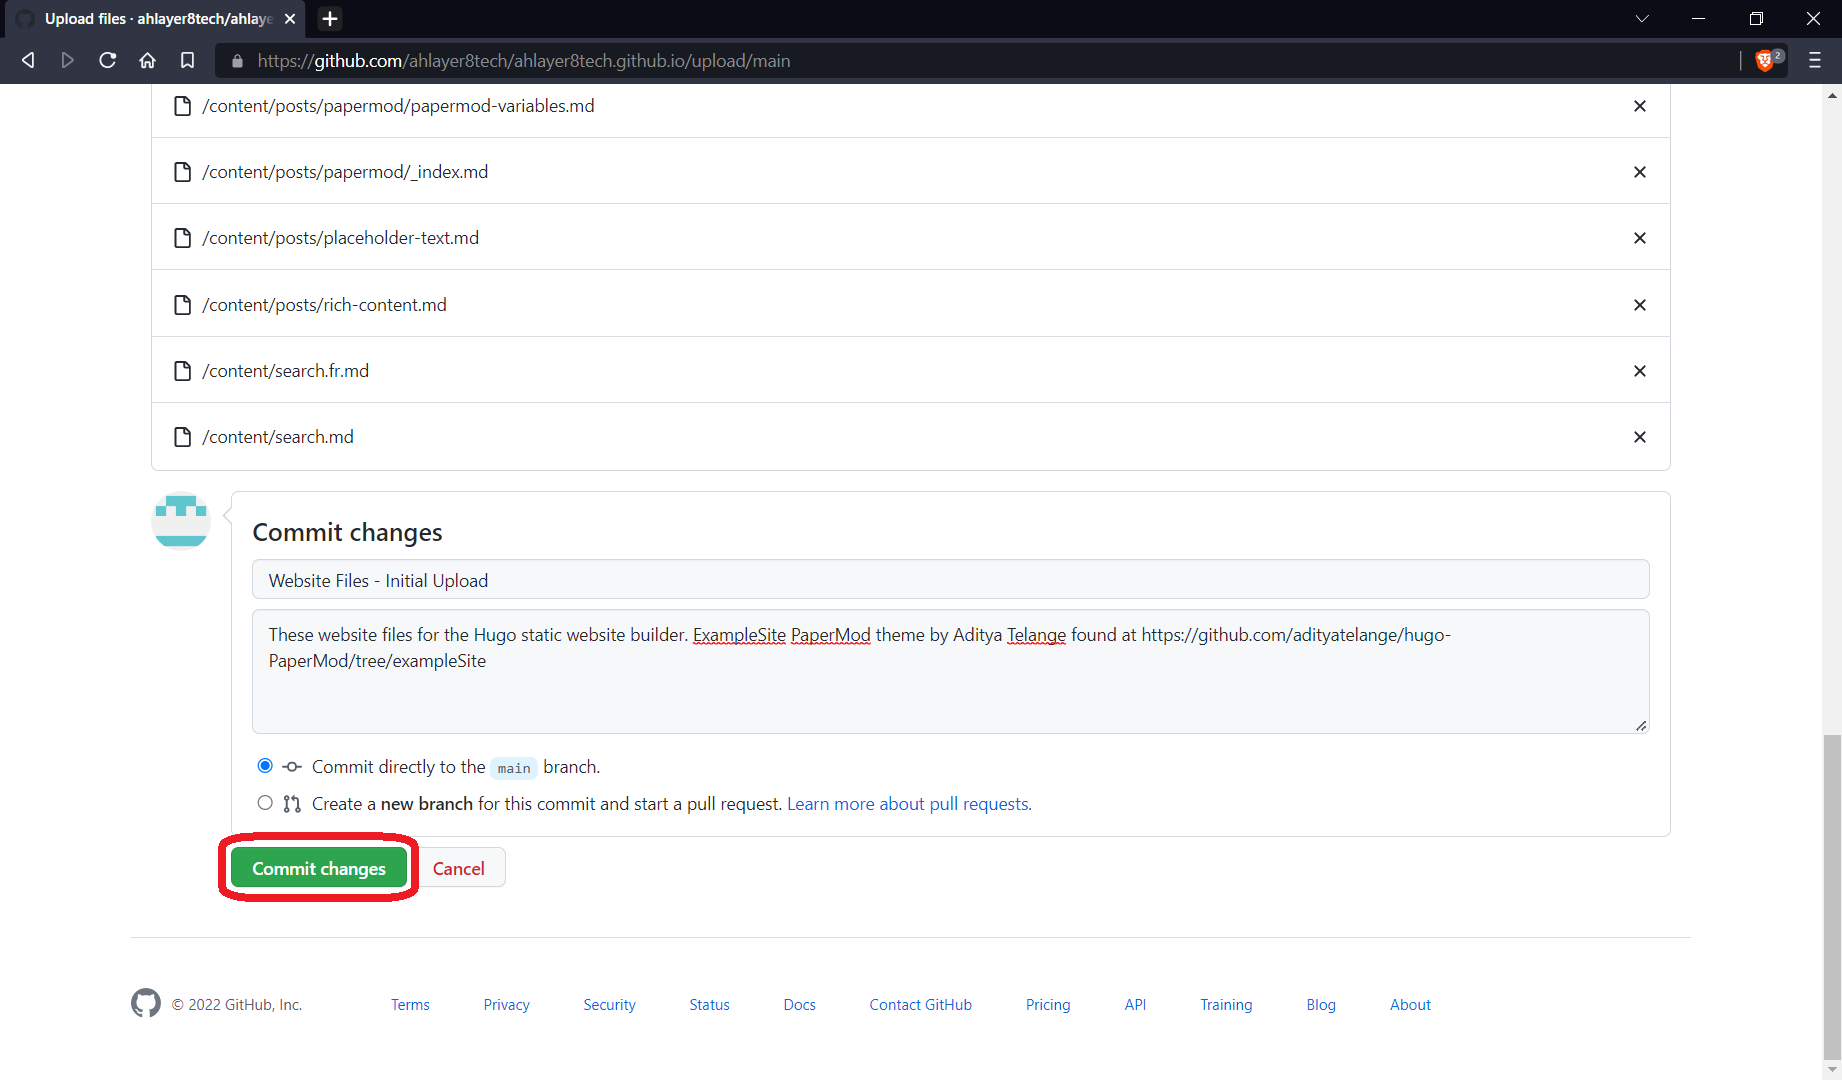 Upload files · ahlayer8tech/ahlaye
https://github.com/ahlayer8tech/ahlayer8tech.github.io/upload/main
2
/content/posts/papermod/papermod-variables.md
/content/posts/papermod/_index.md
/content/posts/placeholder-text.md
/content/posts/rich-content.md
/content/search.fr.md
/content/search.md
Commit changes
Website Files - Initial Upload
These website files for the Hugo static website builder. ExampleSite PaperMod theme by Aditya Telange found at https://github.com/adityatelange/hugo-
PaperMod/tree/exampleSite
Commit directly to the main branch.
Create a new branch for this commit and start a pull request. Learn more about pull requests.
Commit changes Cancel
© 2022 GitHub, Inc. Terms Privacy Security Status Docs Contact GitHub Pricing API Training Blog About